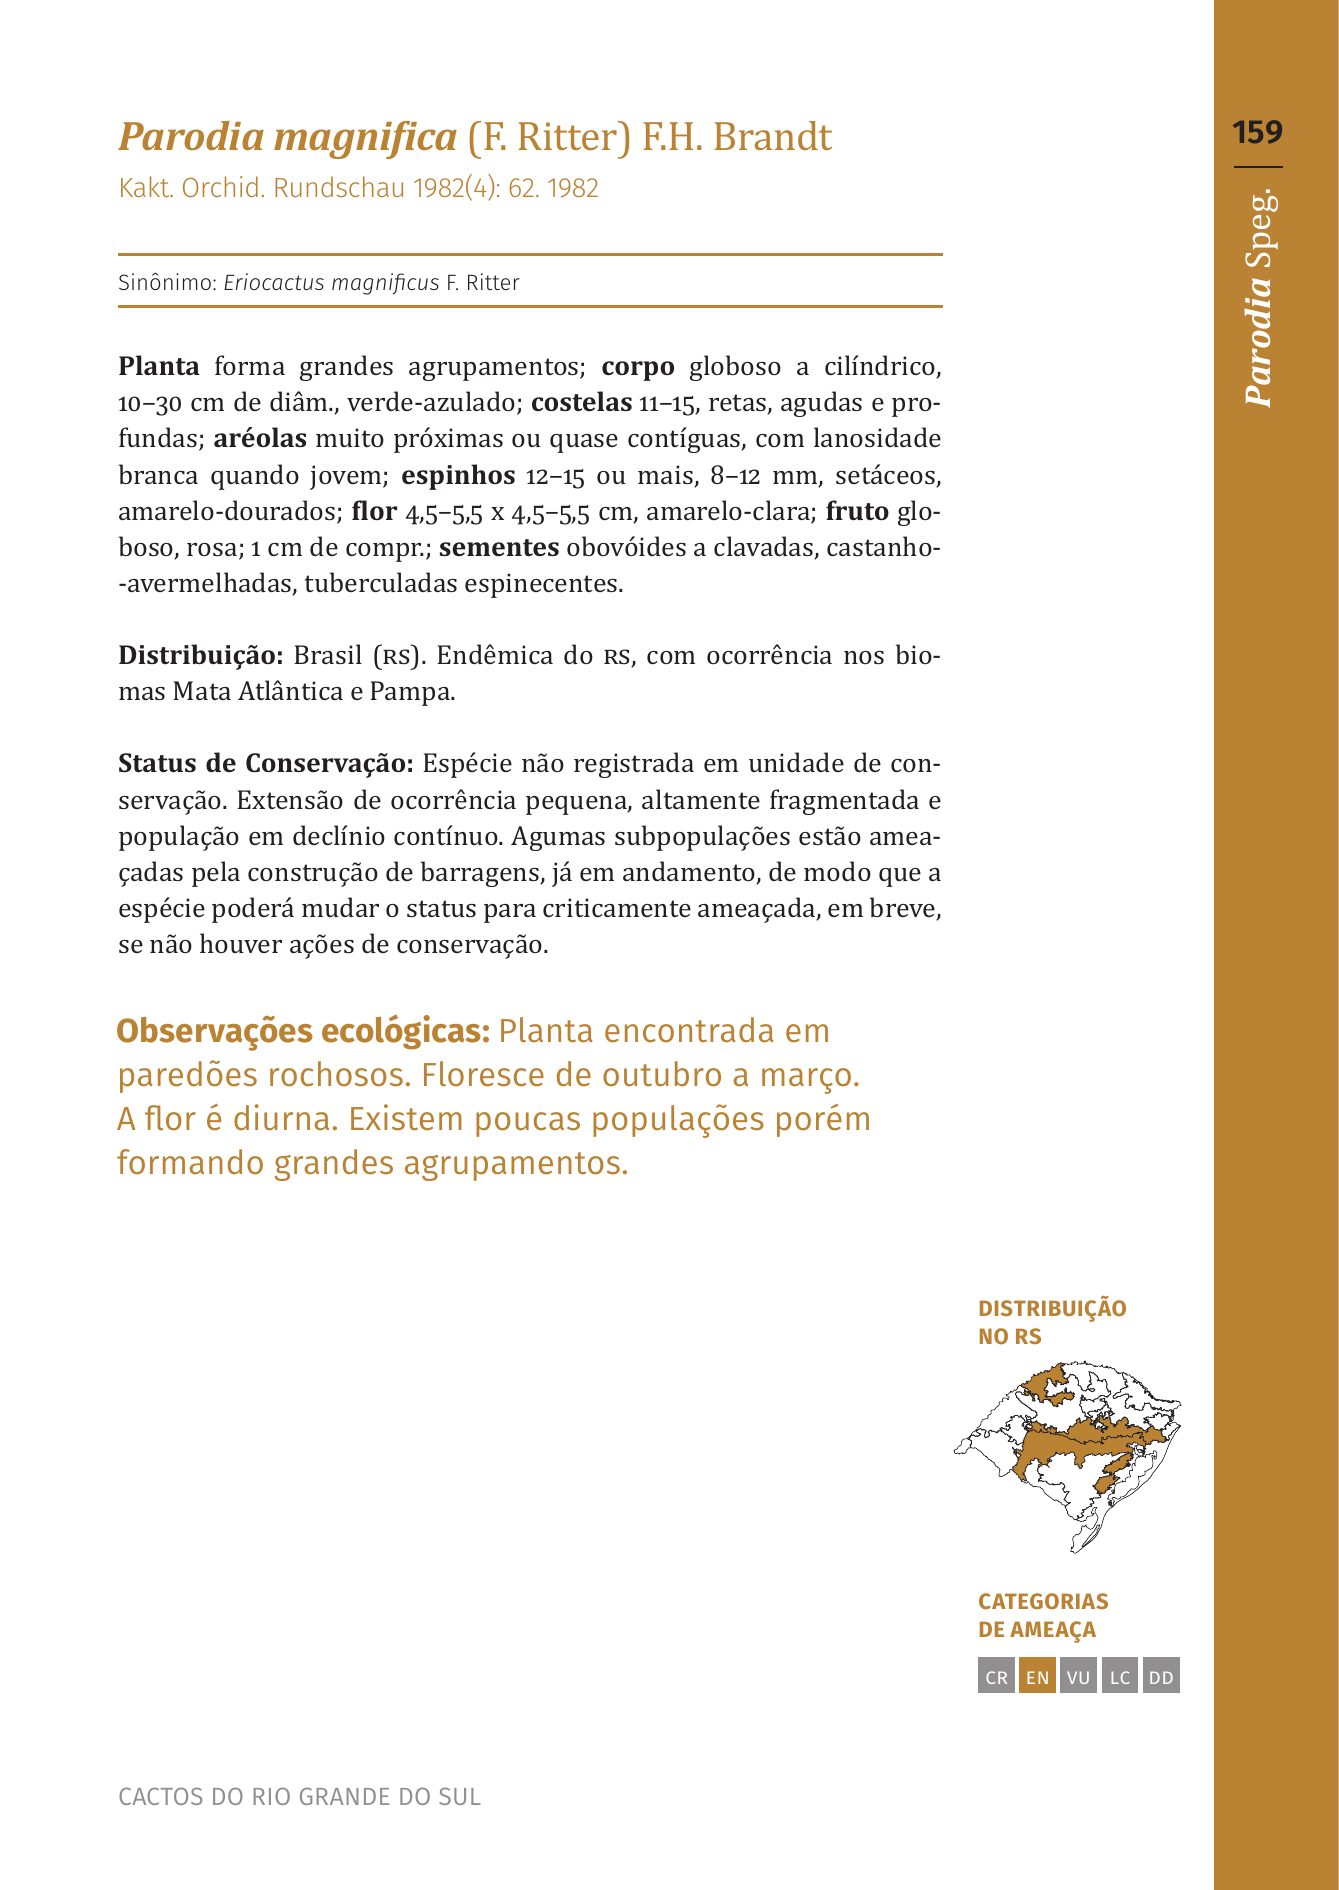 Parodia magnifica (F. Ritter) F.H. Brandt
Kakt. Orchid. Rundschau 1982(4): 62. 1982
Sinônimo: Eriocactus magnificus F. Ritter
Planta forma grandes agrupamentos; corpo globoso a cilíndrico,
10–30 cm de diâm., verde-azulado; costelas 11–15, retas, agudas e pro-
fundas; aréolas muito próximas ou quase contíguas, com lanosidade
branca quando jovem; espinhos 12–15 ou mais, 8–12 mm, setáceos,
amarelo-dourados; flor 4,5–5,5 x 4,5–5,5 cm, amarelo-clara; fruto glo-
boso, rosa; 1 cm de compr.; sementes obovóides a clavadas, castanho-
-avermelhadas, tuberculadas espinecentes.
Distribuição: Brasil (RS). Endêmica do RS, com ocorrência nos bio-
mas Mata Atlântica e Pampa.
Status de Conservação: Espécie não registrada em unidade de con-
servação. Extensão de ocorrência pequena, altamente fragmentada e
população em declínio contínuo. Agumas subpopulações estão amea-
çadas pela construção de barragens, já em andamento, de modo que a
espécie poderá mudar o status para criticamente ameaçada, em breve,
se não houver ações de conservação.
Observações ecológicas: Planta encontrada em
paredões rochosos. Floresce de outubro a março.
A flor é diurna. Existem poucas populações porém
formando grandes agrupamentos.
DISTRIBUIÇÃO
NO RS
CATEGORIAS
DE AMEAÇA
CR EN VU LC DD
CACTOS DO RIO GRANDE DO SUL
159
Parodia Speg.